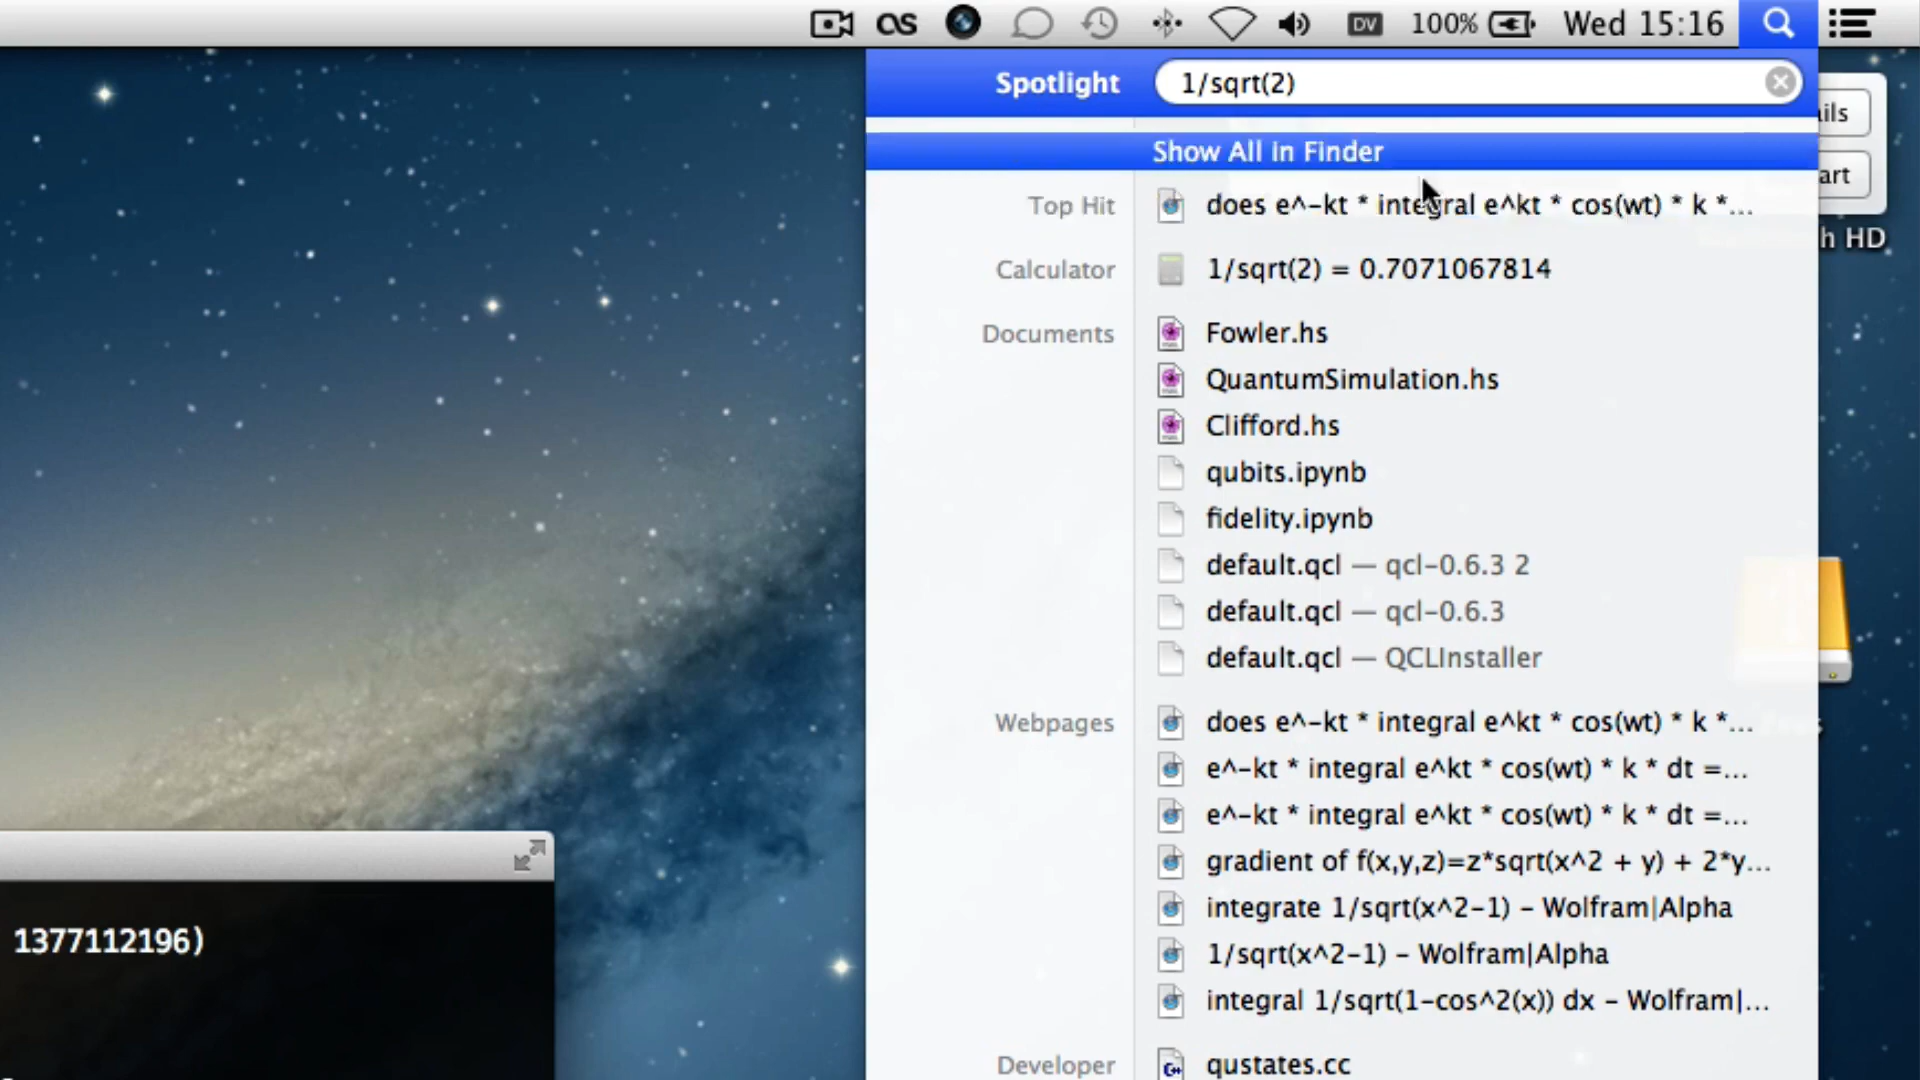 DV 100% Wed 15:16
Spotlight 1/sqrt(2)
Show All in Finder
Top Hit does e^-kt * integral e^kt * cos(wt) * k *...
Calculator 1/sqrt(2) = 0.7071067814
Documents Fowler.hs
QuantumSimulation.hs
Clifford.hs
qubits.ipynb
fidelity.ipynb
default.qcl — qcl-0.6.3 2
default.qcl — qcl-0.6.3
default.qcl — QCLInstaller
Webpages does e^-kt * integral e^kt * cos(wt) * k *...
e^-kt * integral e^kt * cos(wt) * k * dt =...
e^-kt * integral e^kt * cos(wt) * k * dt =...
gradient of f(x,y,z)=z*sqrt(x^2 + y) + 2*y...
integrate 1/sqrt(x^2-1) – Wolfram|Alpha
1/sqrt(x^2-1) – Wolfram|Alpha
integral 1/sqrt(1-cos^2(x)) dx – Wolfram|...
Developer qustates.cc
ils
art
h HD
1377112196)